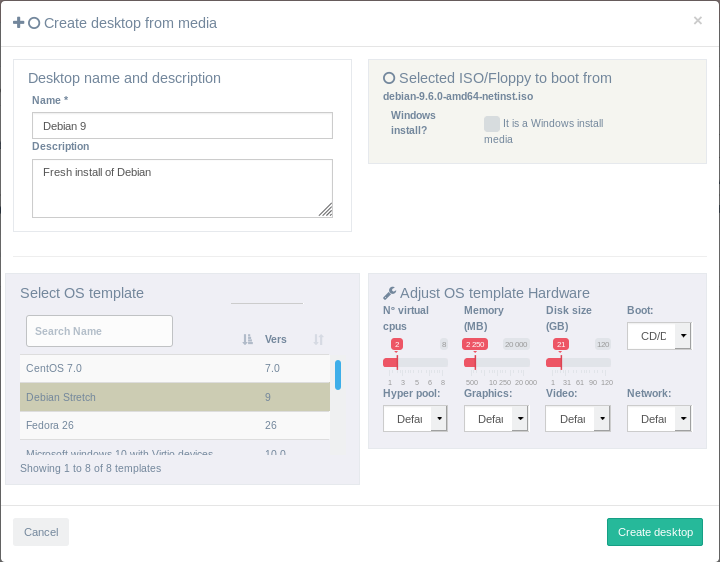 Create desktop from media
×
Desktop name and description
Name *
Debian 9
Description
Fresh install of Debian
Selected ISO/Floppy to boot from
debian-9.6.0-amd64-netinst.iso
Windows install?
It is a Windows install media
Select OS template
Search Name
Vers
CentOS 7.0 7.0
Debian Stretch 9
Fedora 26 26
Microsoft windows 10 with Virtio devices 10.0
Showing 1 to 8 of 8 templates
Adjust OS template Hardware
Nº virtual cpus
2 8
1 3 5 6 8
Memory (MB)
2 250 20 000
500 10 250 20 000
Disk size (GB)
21 120
1 31 61 90 120
Boot:
CD/D
Hyper pool:
Defau
Graphics:
Defau
Video:
Defau
Network:
Defau
Cancel
Create desktop